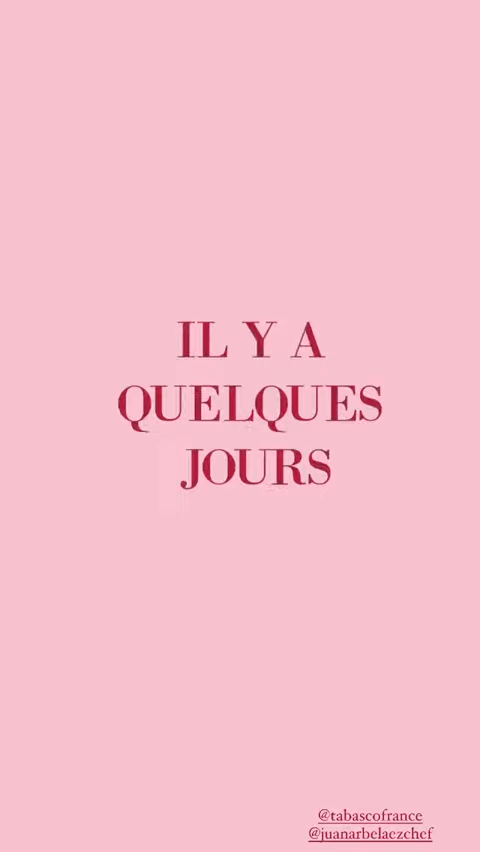 IL Y A
QUELQUES
JOURS
@tabascofrance
@juanarbelaezchef